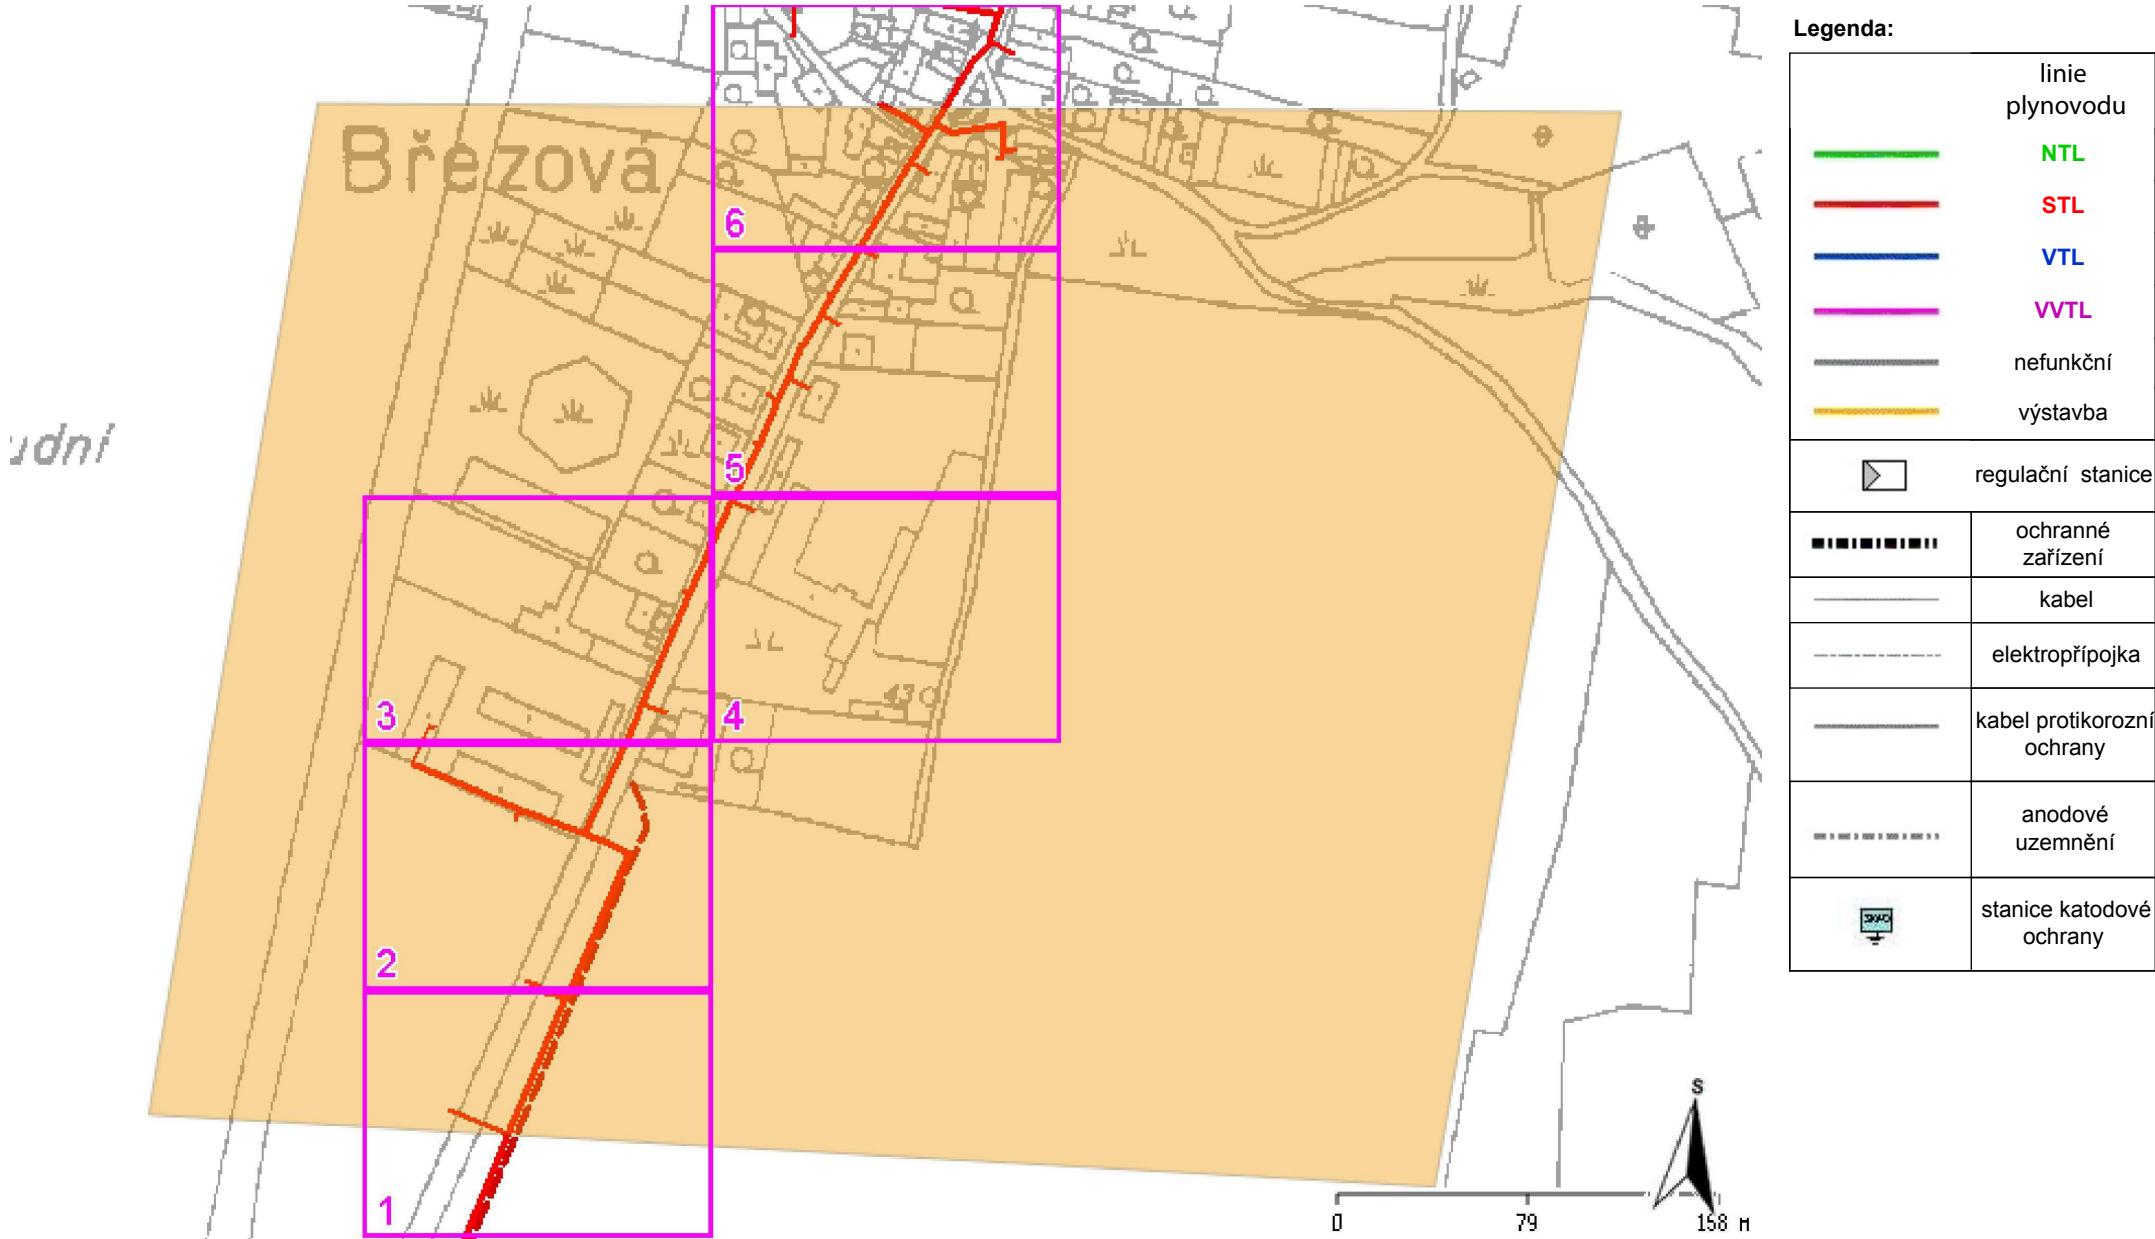 Březová
udní
6
5
3
4
43
2
1
S
0 79 158 M
Legenda:
linie
plynovodu
NTL
STL
VTL
VVTL
nefunkční
výstavba
regulační stanice
ochranné
zařízení
kabel
elektropřípojka
kabel protikorozní
ochrany
anodové
uzemnění
stanice katodové
ochrany